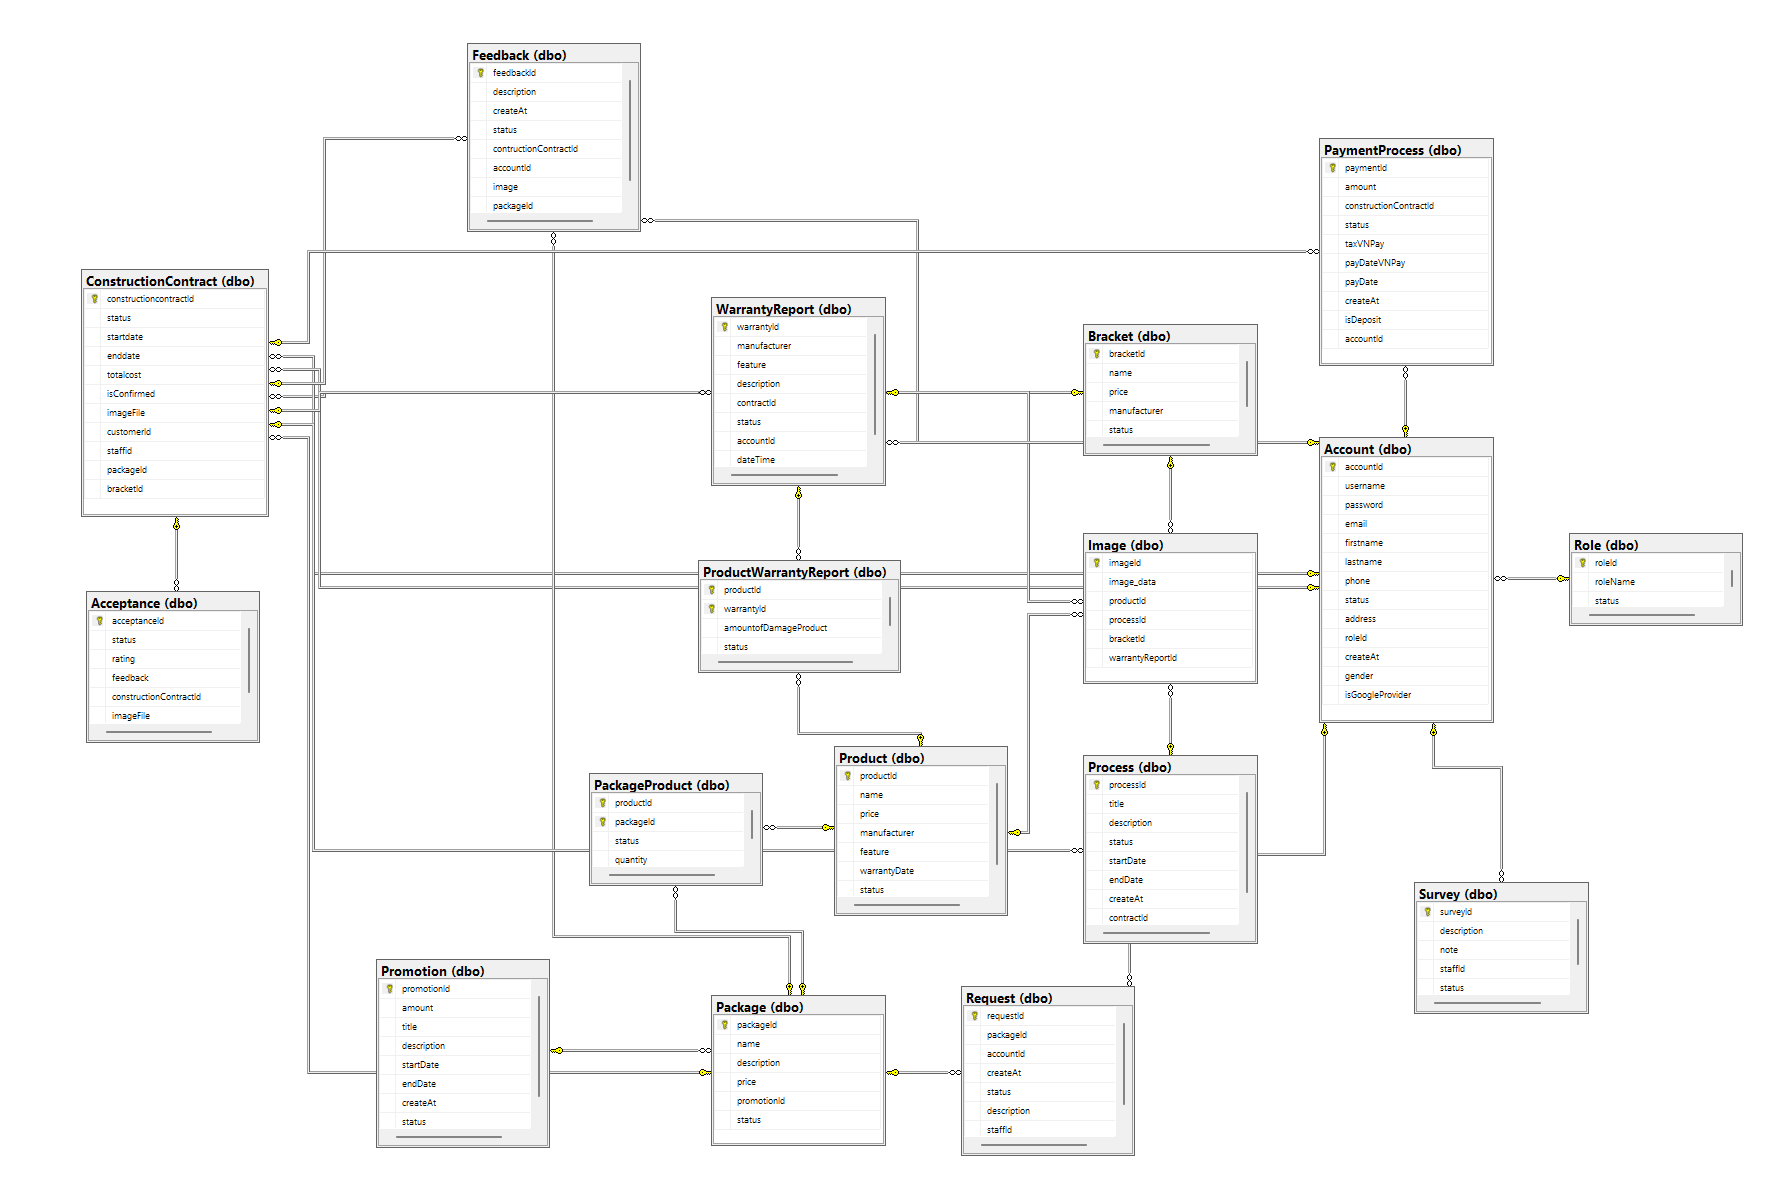 Feedback (dbo)
feedbackId
description
createAt
status
contructionContractId
accountId
image
packageId
PaymentProcess (dbo)
paymentId
amount
constructionContractId
status
taxVNPay
payDateVNPay
payDate
createAt
isDeposit
accountId
ConstructionContract (dbo)
constructioncontractId
status
startdate
enddate
totalcost
isConfirmed
imageFile
customerId
staffid
packageId
bracketId
WarrantyReport (dbo)
warrantyId
manufacturer
feature
description
contractId
status
accountId
dateTime
Bracket (dbo)
bracketId
name
price
manufacturer
status
Account (dbo)
accountId
username
password
email
firstname
lastname
phone
status
address
roleId
createAt
gender
isGoogleProvider
Role (dbo)
roleId
roleName
status
Image (dbo)
imageId
image_data
productId
processId
bracketId
warrantyReportId
ProductWarrantyReport (dbo)
productId
warrantyId
amountofDamageProduct
status
Acceptance (dbo)
acceptanceId
status
rating
feedback
constructionContractId
imageFile
Product (dbo)
productId
name
price
manufacturer
feature
warrantyDate
status
Process (dbo)
processId
title
description
status
startDate
endDate
createAt
contractId
PackageProduct (dbo)
productId
packageId
status
quantity
Survey (dbo)
surveyId
description
note
staffId
status
Promotion (dbo)
promotionId
amount
title
description
startDate
endDate
createAt
status
Package (dbo)
packageId
name
description
price
promotionId
status
Request (dbo)
requestId
packageId
accountId
createAt
status
description
staffId